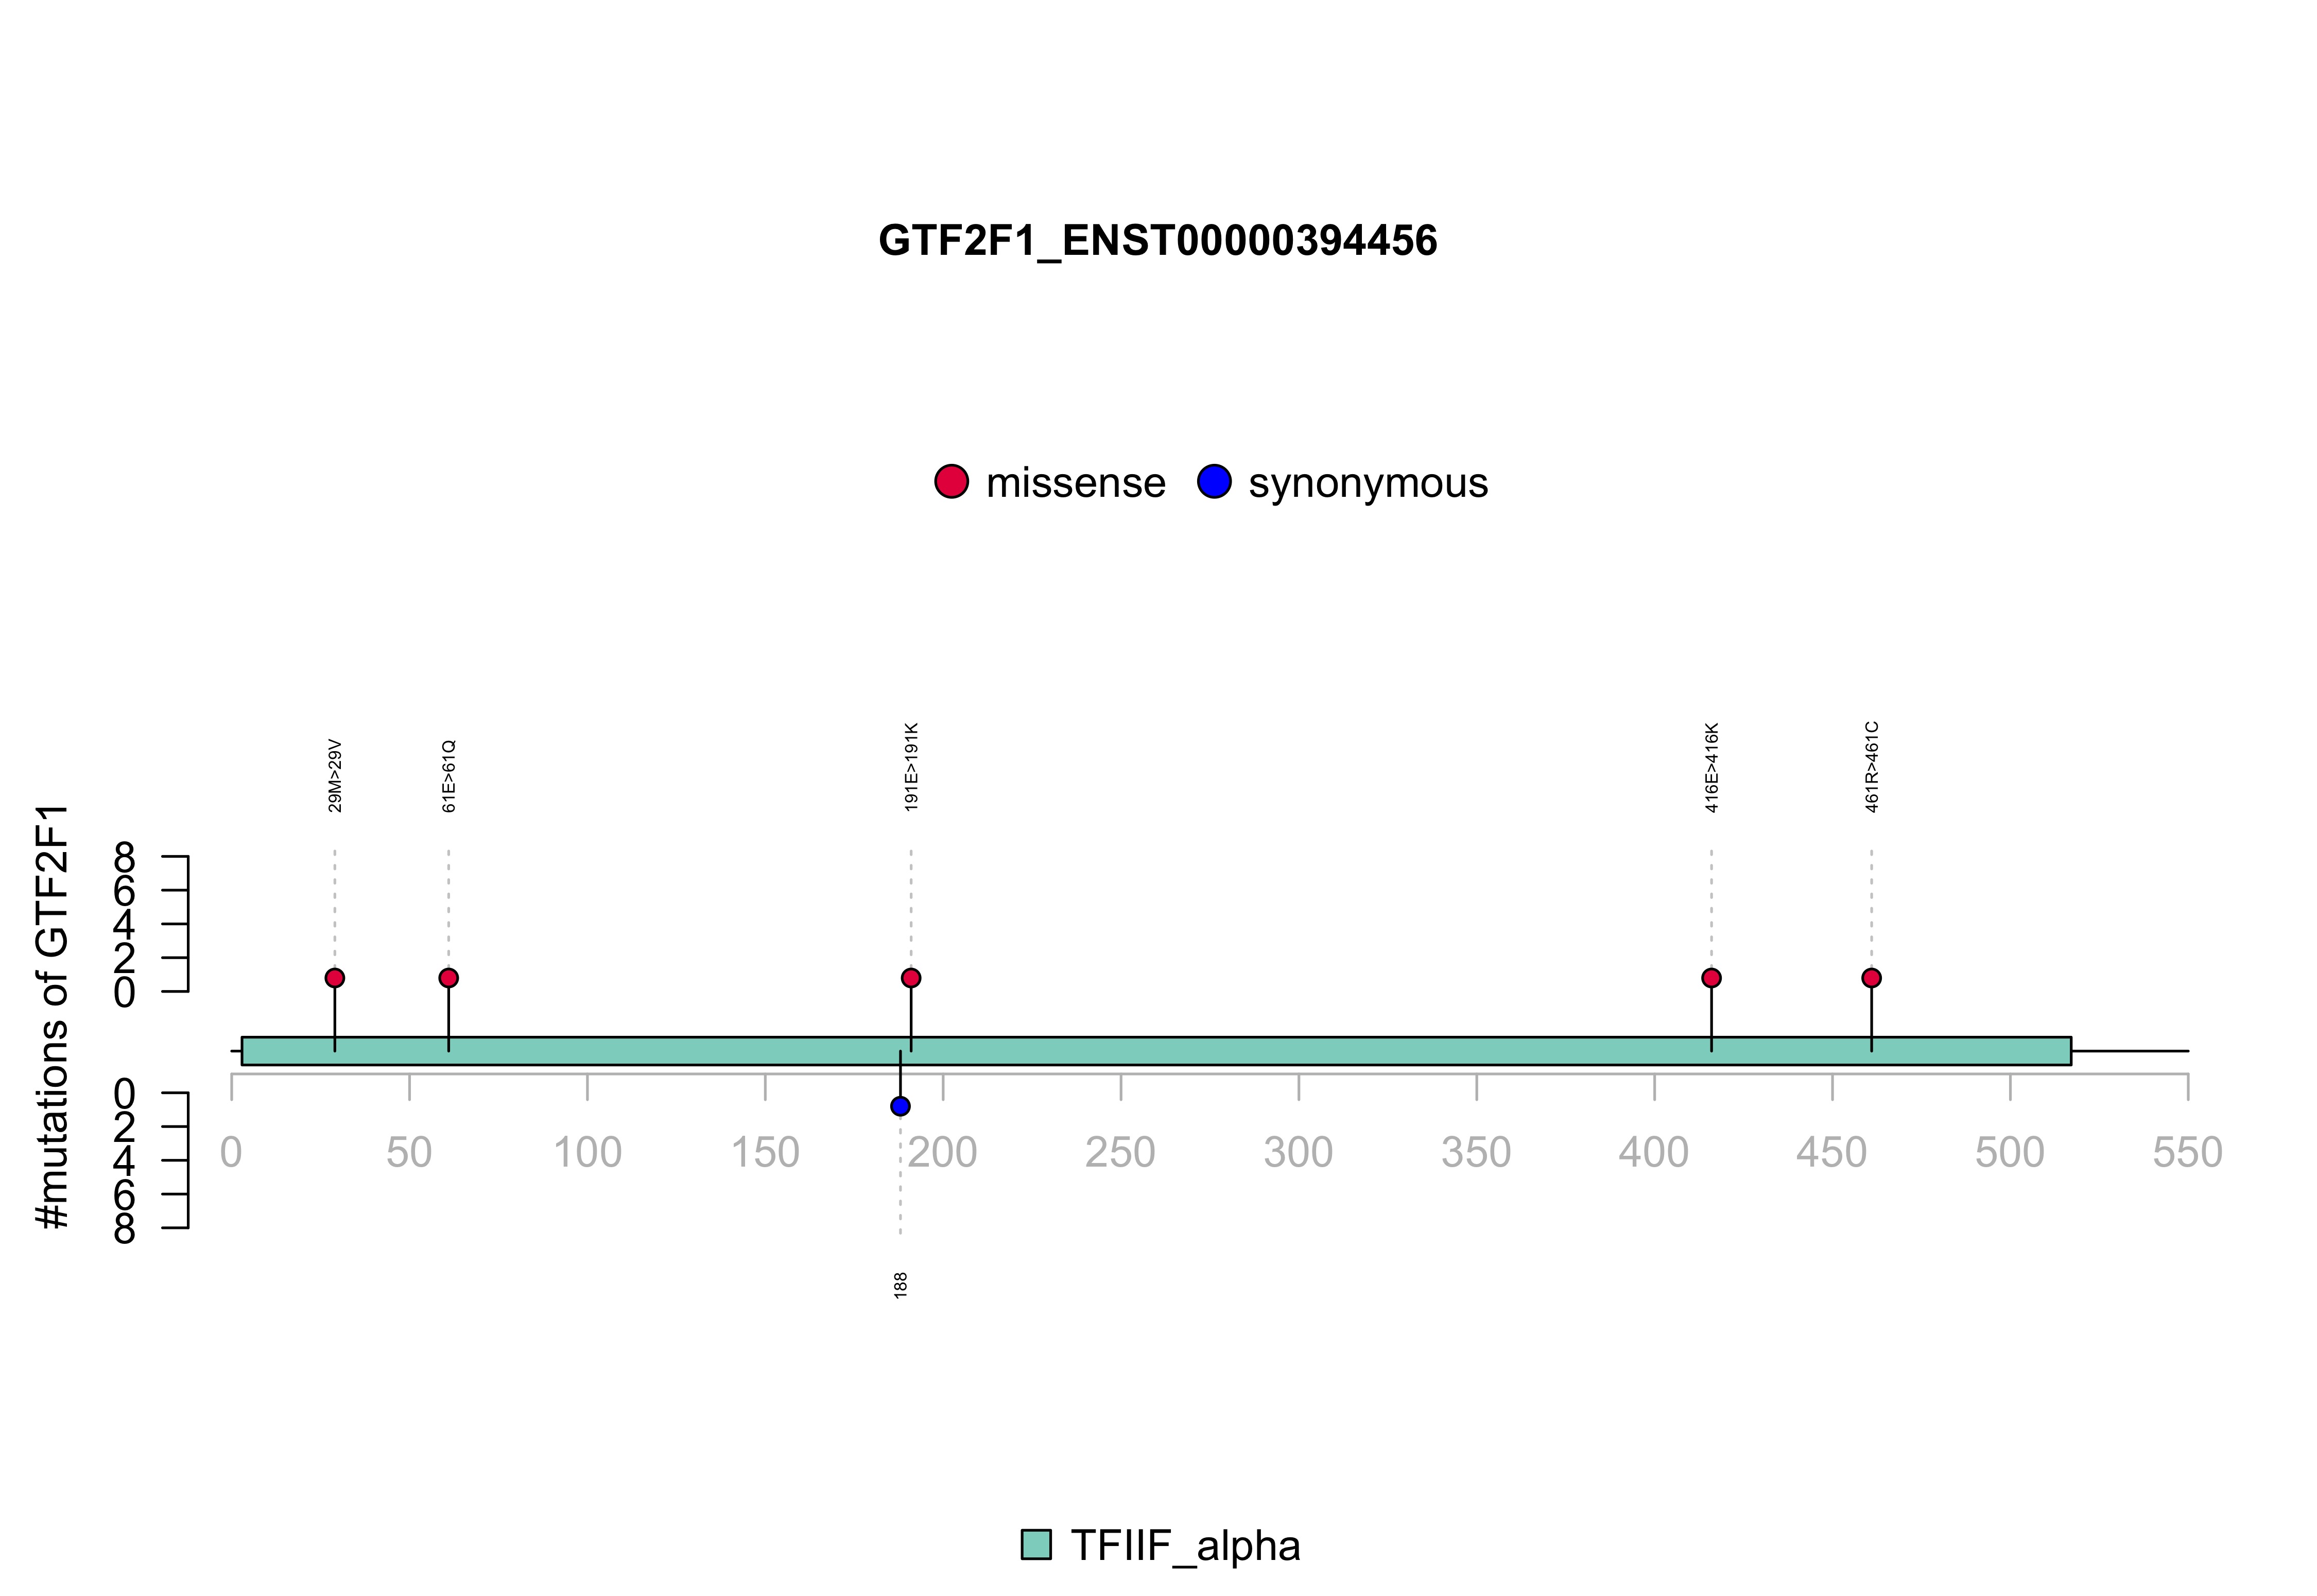 GTF2F1_ENST00000394456
missense
synonymous
29M>29V
61E>61Q
191E>191K
416E>416K
461R>461C
#mutations of GTF2F1
8
6
4
2
0
0
2
4
6
8
0 50 100 150 200 250 300 350 400 450 500 550
188
TFIIF_alpha